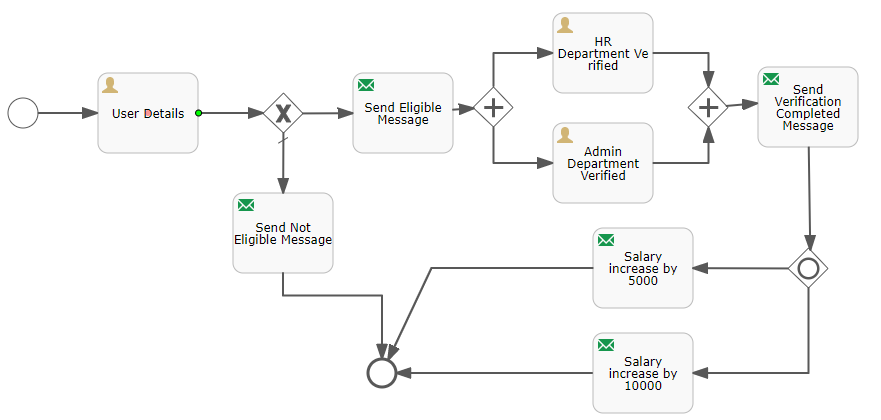 User Details
Send Eligible
Message
HR
Department Ve
rified
Admin
Department
Verified
Send
Verification
Completed
Message
Send Not
Eligible Message
Salary
increase by
5000
Salary
increase by
10000